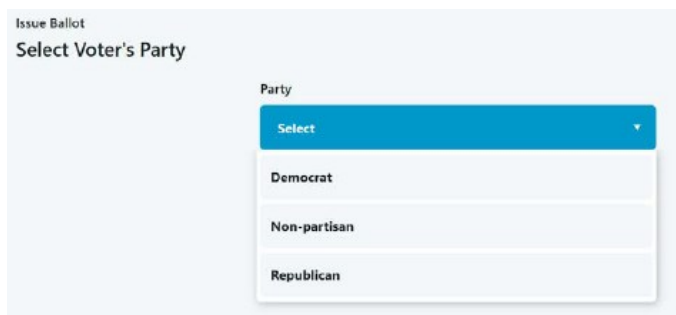 Issue Ballot
Select Voter's Party
Party
Select
Democrat
Non-partisan
Republican